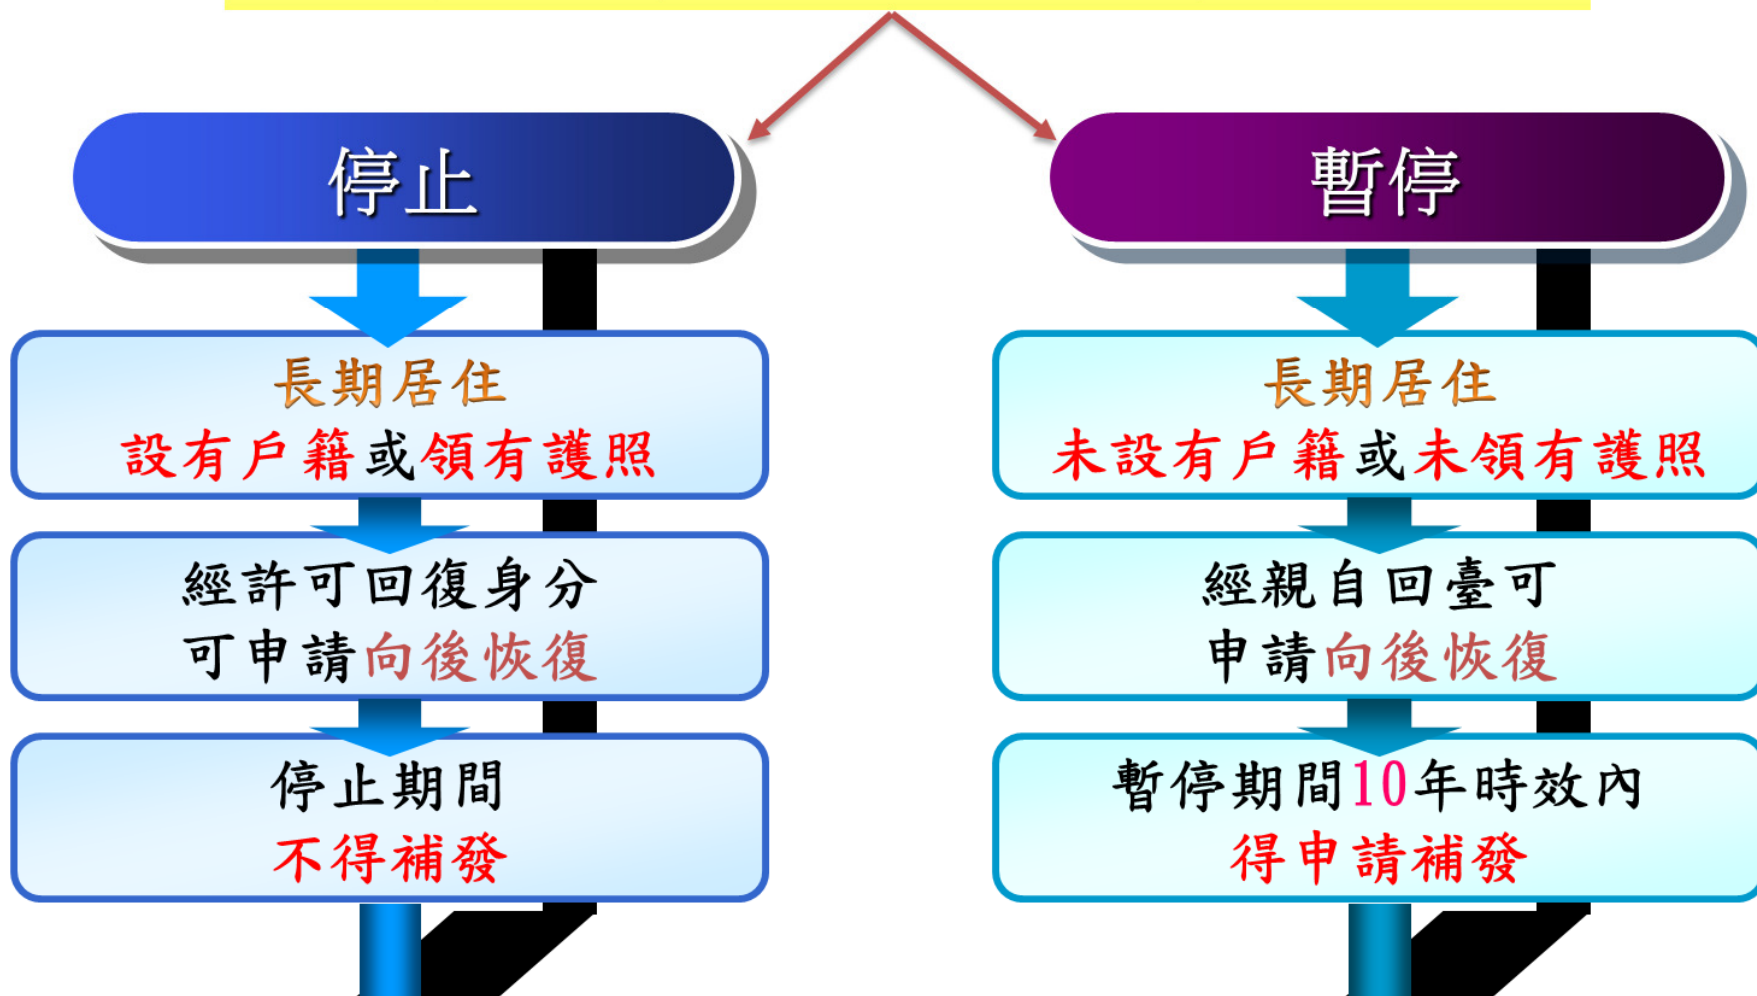 停止
長期居住
設有戶籍或領有護照
經許可回復身分
可申請向後恢復
停止期間
不得補發
暫停
長期居住
未設有戶籍或未領有護照
經親自回臺可
申請向後恢復
暫停期間10年時效內
得申請補發